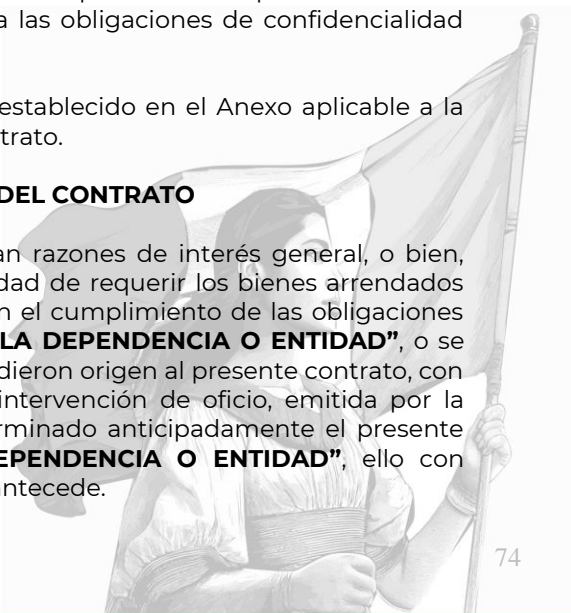 a las obligaciones de confidencialidad
establecido en el Anexo aplicable a la
trato.
DEL CONTRATO
an razones de interés general, o bien,
dad de requerir los bienes arrendados
n el cumplimiento de las obligaciones
LA DEPENDENCIA O ENTIDAD”, o se
dieron origen al presente contrato, con
intervención de oficio, emitida por la
rminado anticipadamente el presente
EPENDENCIA O ENTIDAD”, ello con
antecede.
74